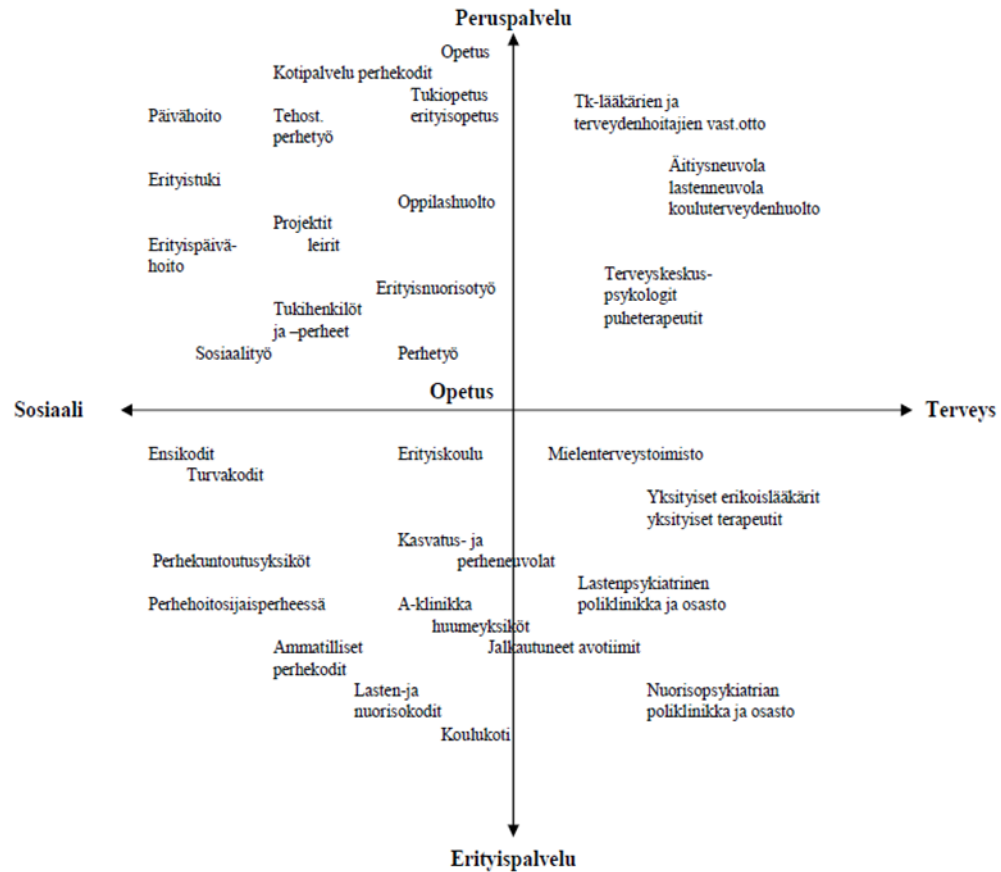 Peruspalvelu
Opetus
Kotipalvelu perhekodit
Tukiopetus
erityisopetus
Päivähoito
Tehost.
perhetyö
Tk-lääkärien ja
terveydenhoitajien vast.otto
Erityistuki
Äitiysneuvola
lastenneuvola
kouluterveydenhuolto
Oppilashuolto
Projektit
leirit
Erityispäivä-
hoito
Erityisnuorisotyö
Terveyskeskus-
psykologit
puheterapeutit
Tukihenkilöt
ja –perheet
Sosiaalityö
Perhetyö
Opetus
Sosiaali
Terveys
Ensikodit
Turvakodit
Erityiskoulu
Mielenterveystoimisto
Yksityiset erikoislääkärit
yksityiset terapeutit
Kasvatus- ja
perheneuvolat
Perhekuntoutusyksiköt
Lastenpsykiatrinen
poliklinikka ja osasto
Perhehoitosijaisperheessä
A-klinikka
huumeyksiköt
Ammatilliset
perhekodit
Jalkautuneet avotiimit
Lasten-ja
nuorisokodit
Nuorisopsykiatrian
poliklinikka ja osasto
Koulukoti
Erityispalvelu